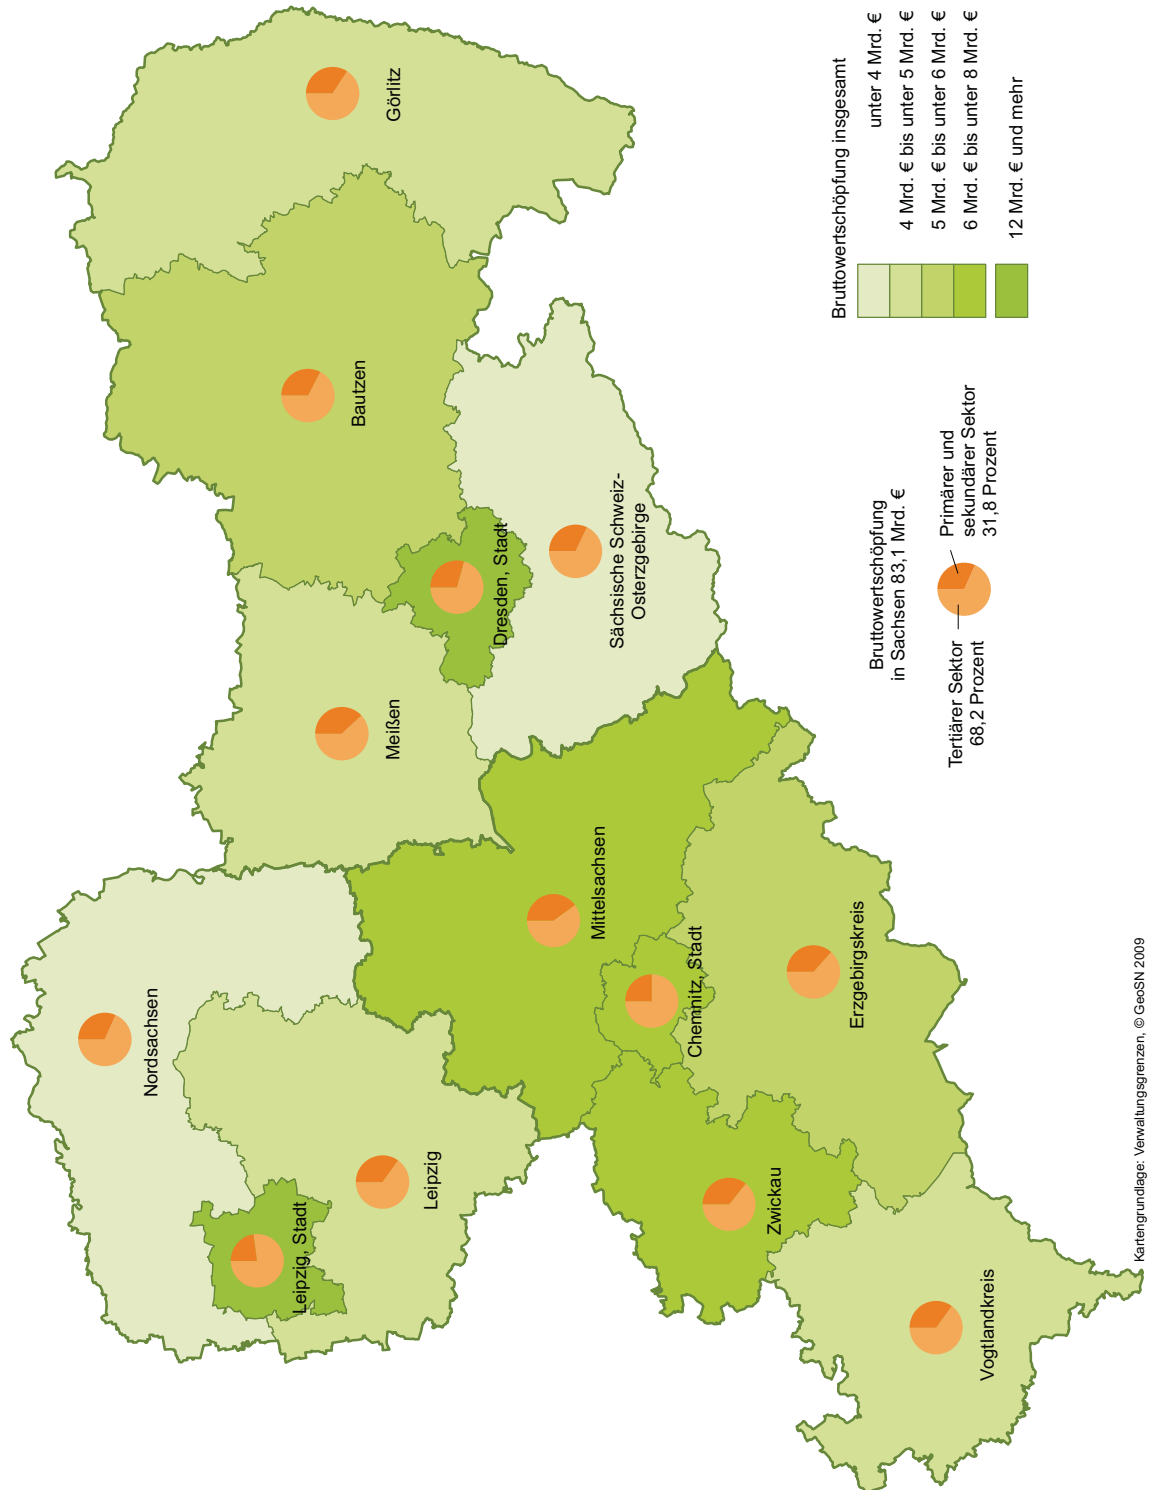 Nordsachsen
Leipzig, Stadt
Leipzig
Meißen
Bautzen
Görlitz
Dresden, Stadt
Sächsische Schweiz-
Osterzgebirge
Mittelsachsen
Chemnitz, Stadt
Zwickau
Erzgebirgskreis
Vogtlandkreis
Bruttowertschöpfung
in Sachsen 83,1 Mrd. €
Tertiärer Sektor
68,2 Prozent
Primärer und
sekundärer Sektor
31,8 Prozent
Bruttowertschöpfung insgesamt
unter 4 Mrd. €
4 Mrd. € bis unter 5 Mrd. €
5 Mrd. € bis unter 6 Mrd. €
6 Mrd. € bis unter 8 Mrd. €
12 Mrd. € und mehr
Kartengrundlage: Verwaltungsgrenzen, © GeoSN 2009